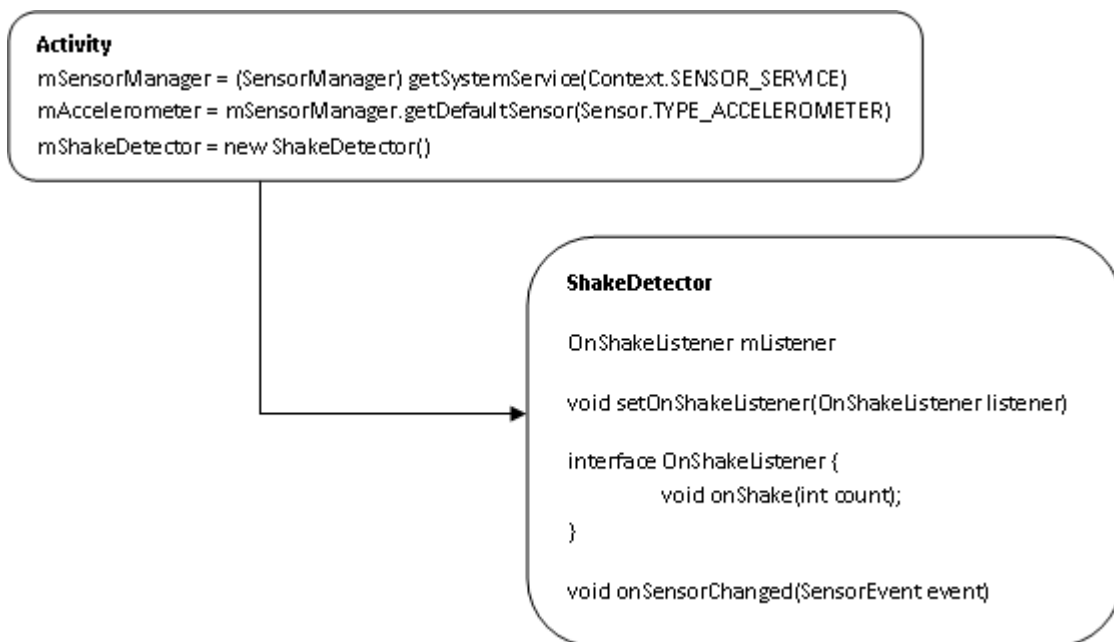 Activity
mSensorManager = (SensorManager) getSystemService(Context.SENSOR_SERVICE)
mAccelerometer = mSensorManager.getDefaultSensor(Sensor.TYPE_ACCELEROMETER)
mShakeDetector = new ShakeDetector()
ShakeDetector
OnShakeListener mListener
void setOnShakeListener(OnShakeListener listener)
interface OnShakeListener {
void onShake(int count);
}
void onSensorChanged(SensorEvent event)